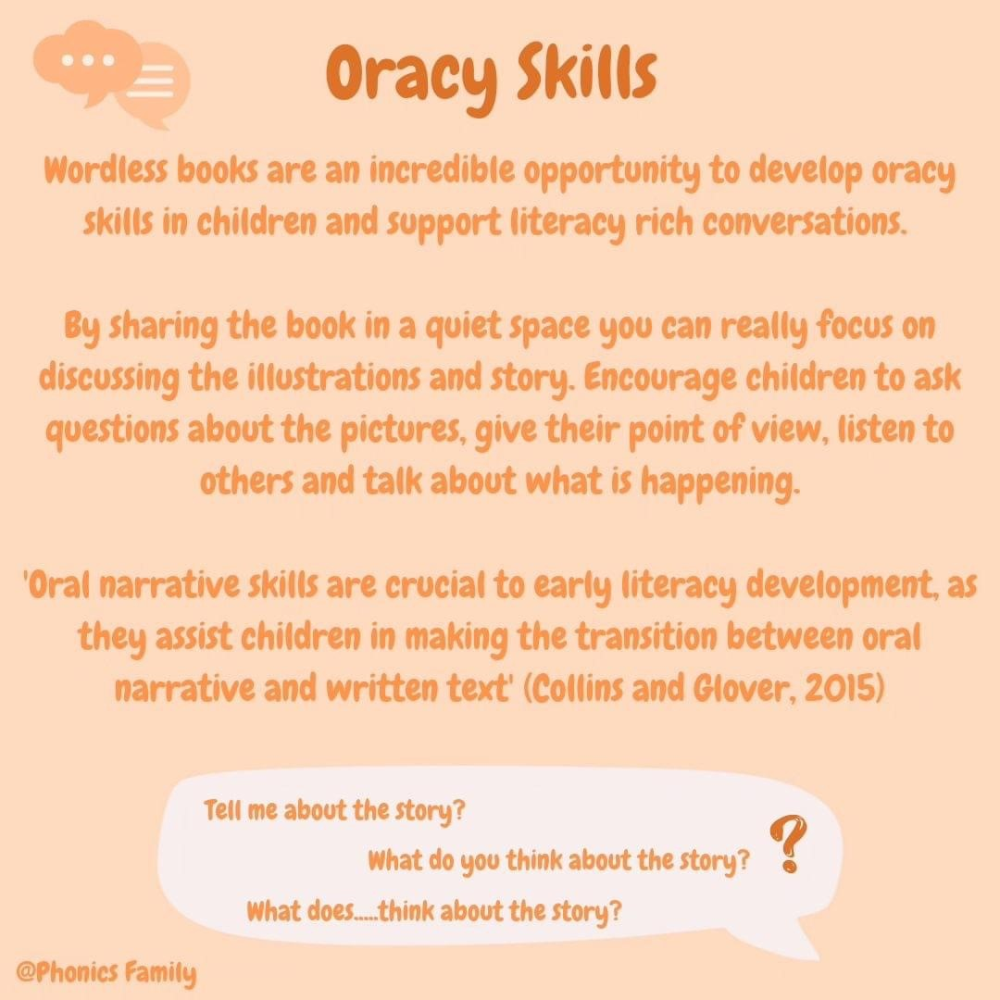 Oracy Skills
Wordless books are an incredible opportunity to develop oracy
skills in children and support literacy rich conversations.
By sharing the book in a quiet space you can really focus on
discussing the illustrations and story. Encourage children to ask
questions about the pictures, give their point of view, listen to
others and talk about what is happening.
'Oral narrative skills are crucial to early literacy development, as
they assist children in making the transition between oral
narrative and written text' (Collins and Glover, 2015)
Tell me about the story?
What do you think about the story?
?
What does.....think about the story?
@Phonics Family